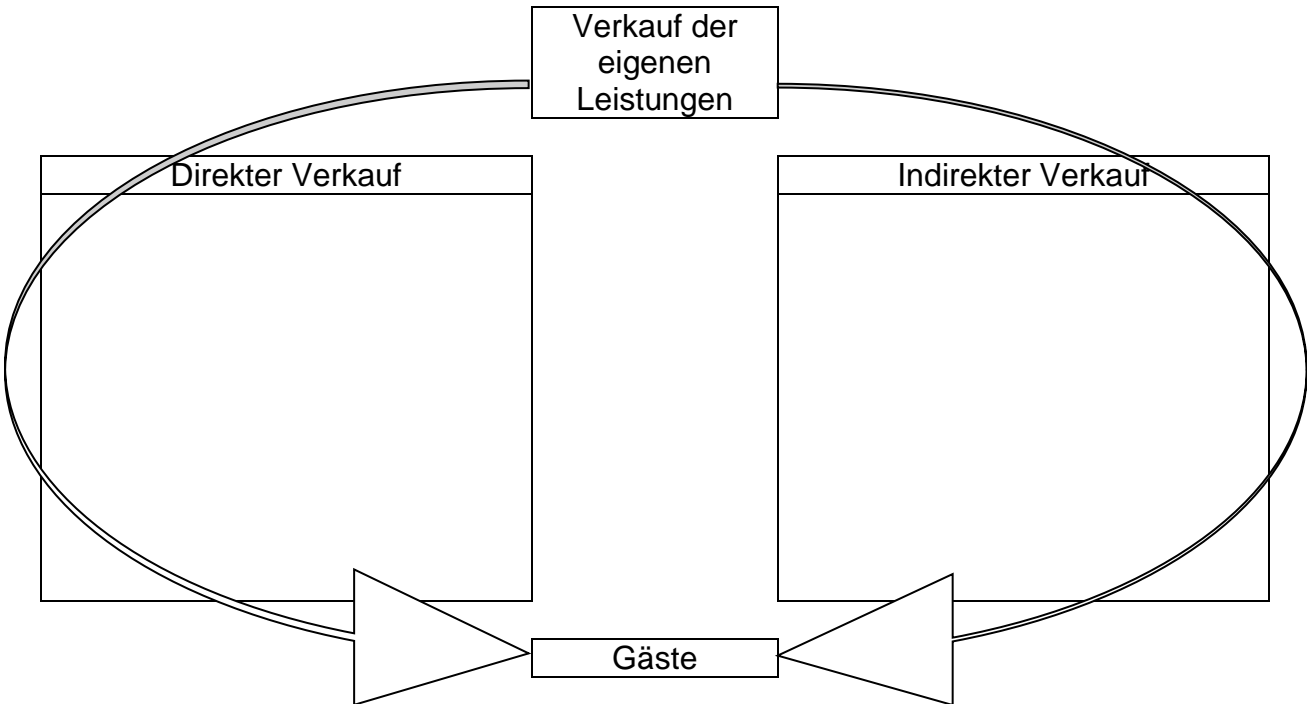 Verkauf der
eigenen
Leistungen
Direkter Verkauf
Indirekter Verkauf
Gäste